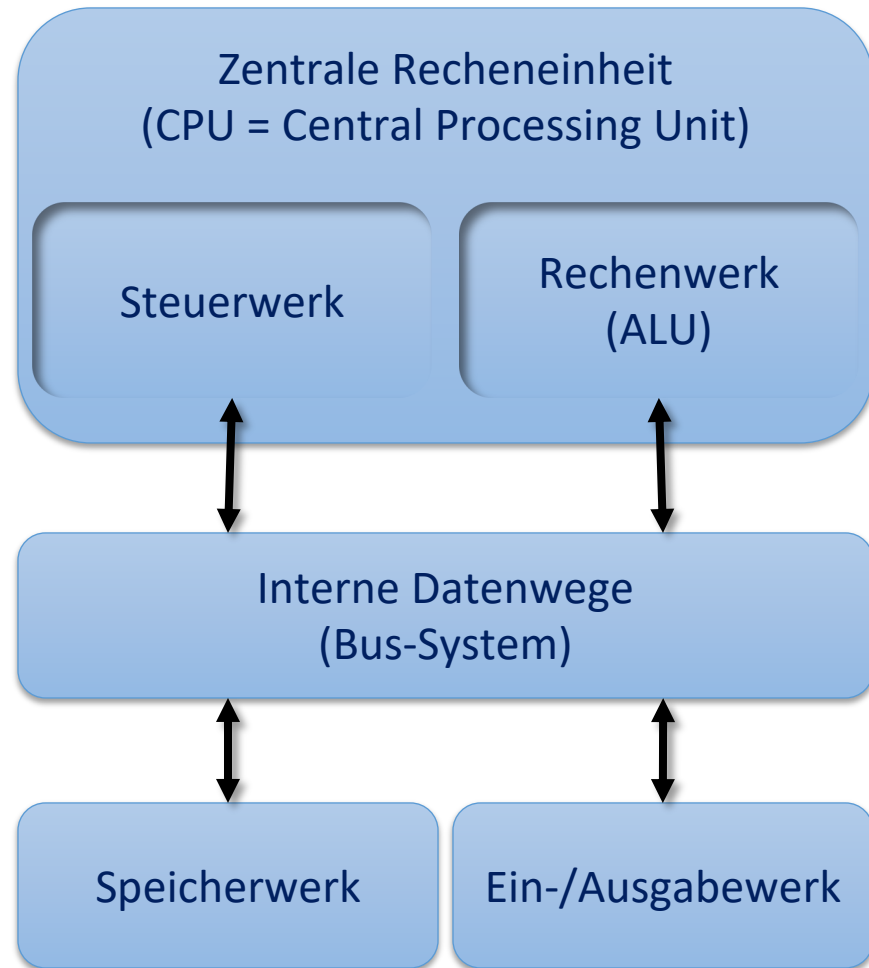 Zentrale Recheneinheit
(CPU = Central Processing Unit)
Steuerwerk
Rechenwerk
(ALU)
Interne Datenwege
(Bus-System)
Speicherwerk
Ein-/Ausgabewerk